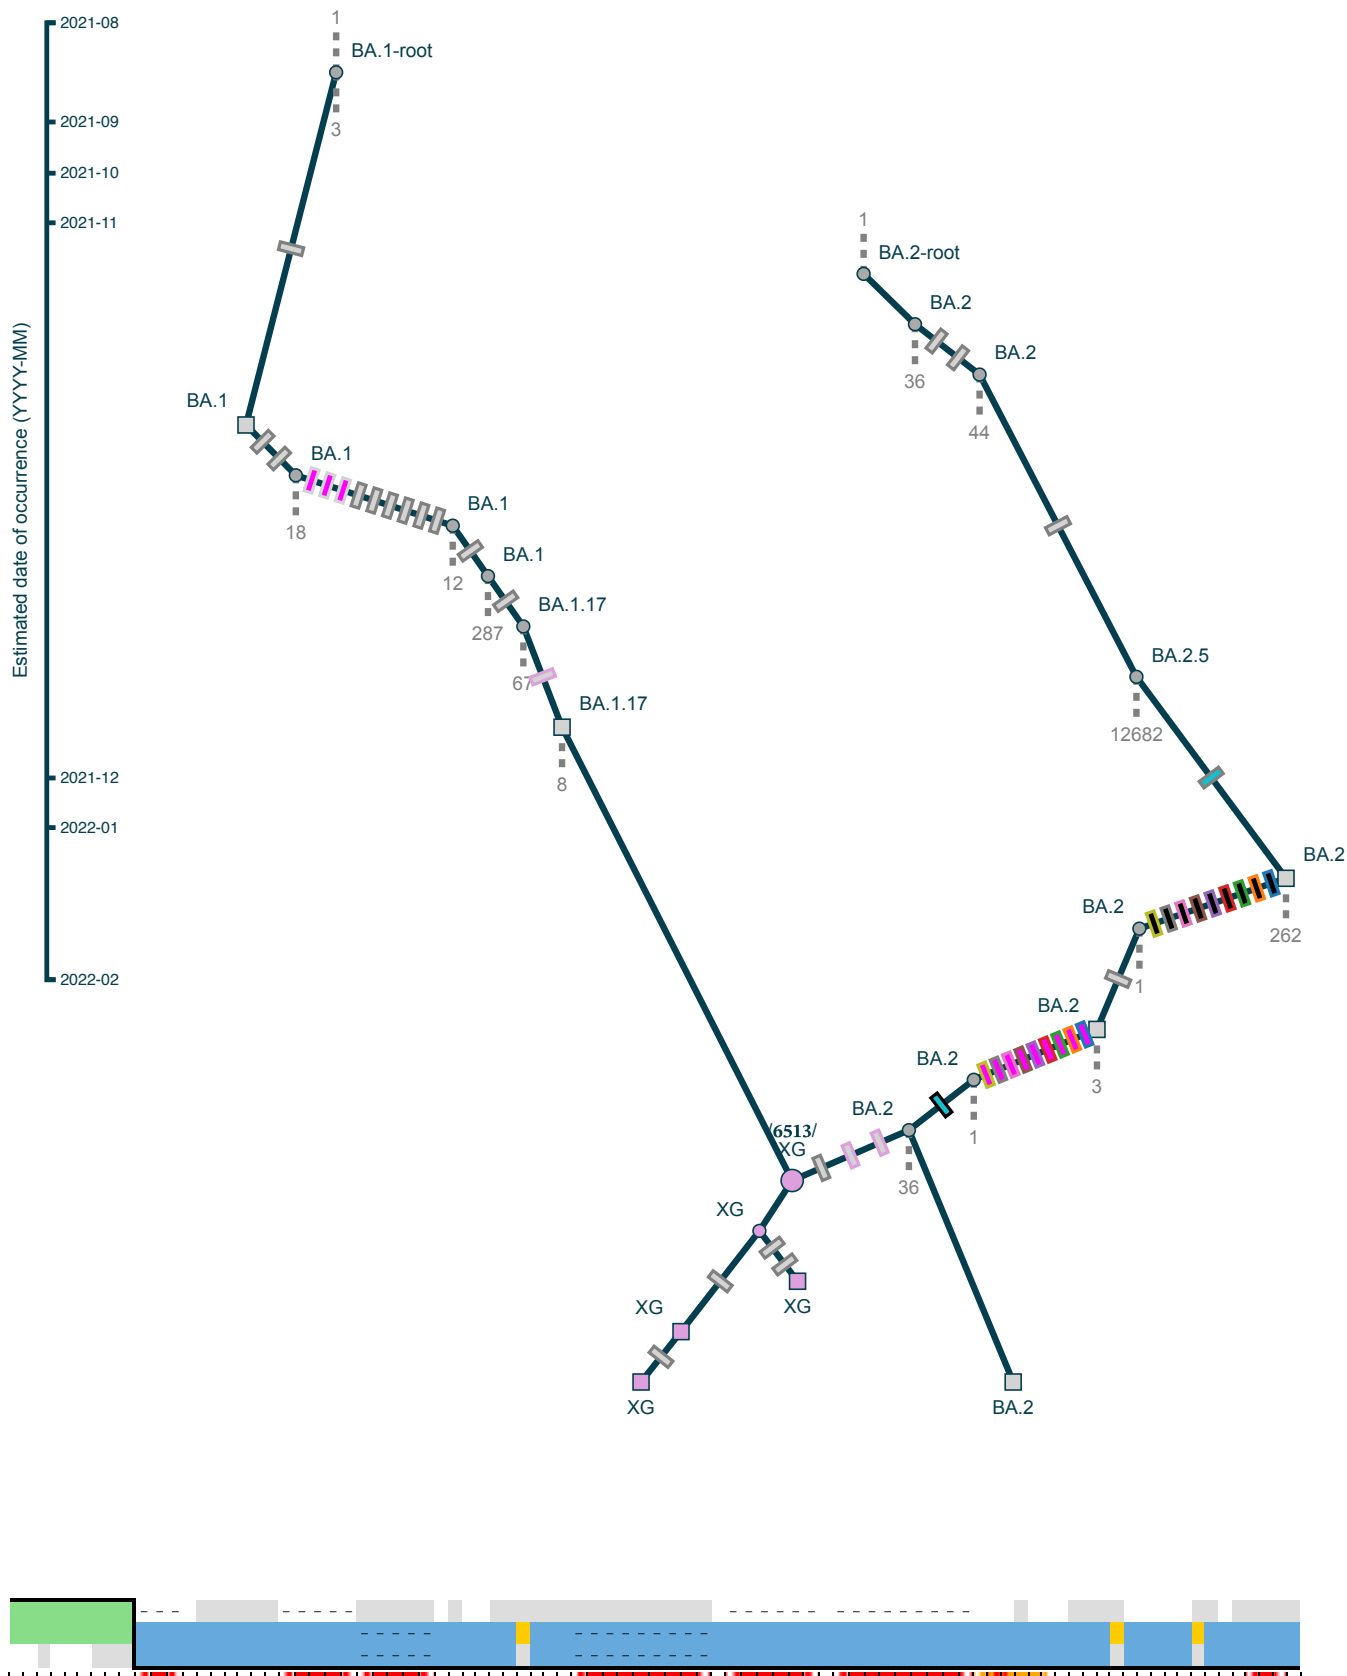 2021-08
1
BA.1-root
3
2021-09
2021-10
2021-11
1
BA.2-root
BA.2
36
BA.2
44
Estimated date of occurrence (YYYY-MM)
BA.1
BA.1
18
BA.1
12
BA.1
287
BA.1.17
67
BA.1.17
8
BA.2.5
12682
2021-12
2022-01
BA.2
262
BA.2
1
2022-02
BA.2
3
BA.2
1
BA.2
36
/6513/
XG
XG
XG
XG
XG
BA.2